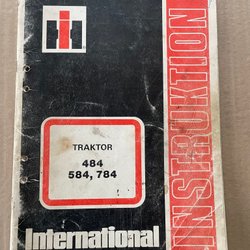 TRAKTOR
484
584, 784
International
INSTRUKTION